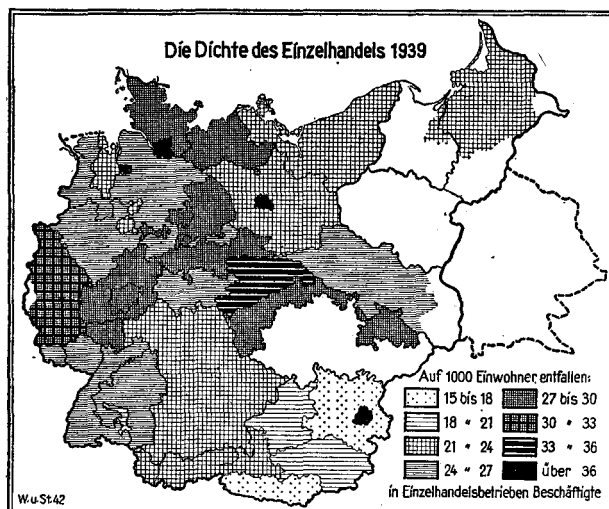 Die Dichte des Einzelhandels 1939
Auf 1000 Einwohner entfallen:
15 bis 18
27 bis 30
18 " 21
30 " 33
21 " 24
33 " 36
24 " 27
über 36
in Einzelhandelsbetrieben Beschäftigte
W.u.St.42